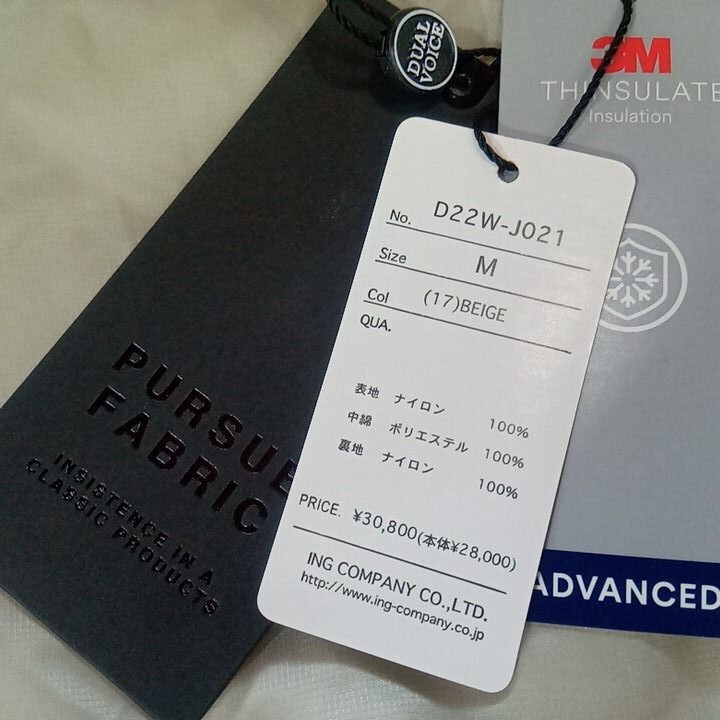 DUAL
VOICE
3M
THINSULATE
Insulation
No. D22W-J021
Size M
Col (17)BEIGE
QUA.
表地 ナイロン 100%
中綿 ポリエステル 100%
裏地 ナイロン 100%
PRICE. ¥30,800(本体¥28,000)
ING COMPANY CO.,LTD.
http://www.ing-company.co.jp
PURSUE
FABRIC
INSISTENCE IN A
CLASSIC PRODUCTS
ADVANCED